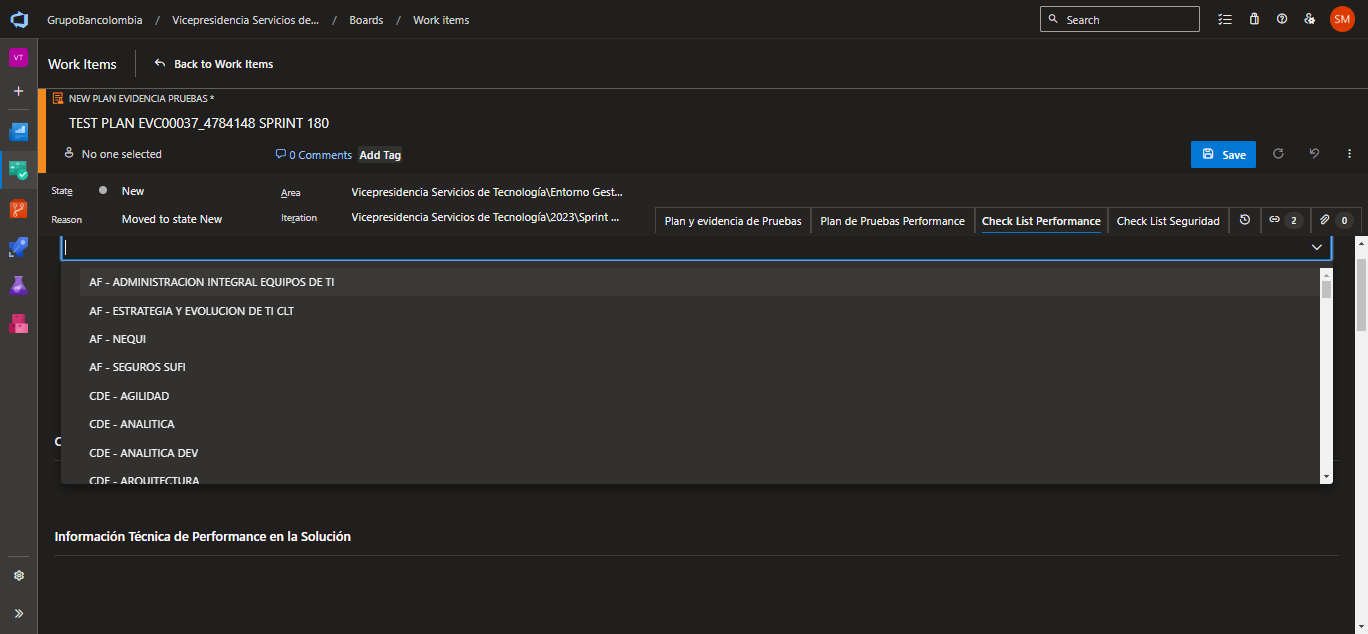 GrupoBancolombia / Vicepresidencia Servicios de... / Boards / Work items
Search
SM
VT
Work Items
Back to Work Items
NEW PLAN EVIDENCIA PRUEBAS *
TEST PLAN EVC00037_4784148 SPRINT 180
No one selected
0 Comments
Add Tag
Save
State
New
Area
Vicepresidencia Servicios de Tecnología\Entorno Gest...
Reason
Moved to state New
Iteration
Vicepresidencia Servicios de Tecnología\2023\Sprint ...
Plan y evidencia de Pruebas
Plan de Pruebas Performance
Check List Performance
Check List Seguridad
2
0
AF - ADMINISTRACION INTEGRAL EQUIPOS DE TI
AF - ESTRATEGIA Y EVOLUCION DE TI CLT
AF - NEQUI
AF - SEGUROS SUFI
CDE - AGILIDAD
CDE - ANALITICA
CDE - ANALITICA DEV
CDE - ARQUITECTURA
Información Técnica de Performance en la Solución